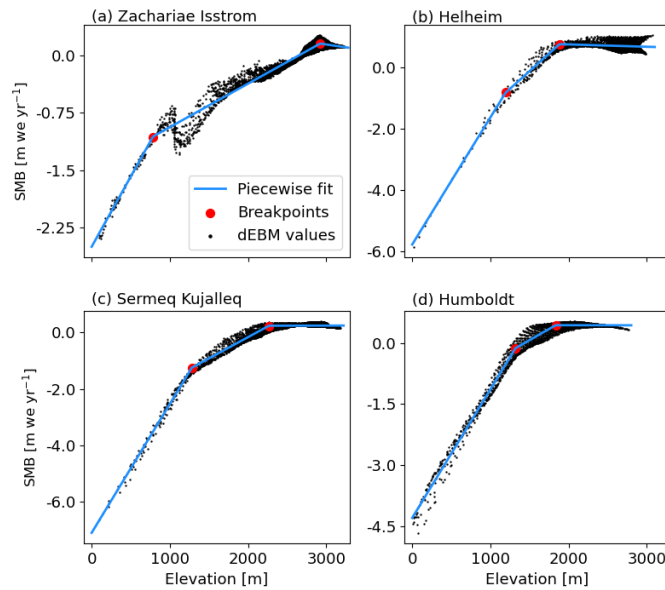 (a) Zachariae Isstrom
(b) Helheim
SMB [m we yr⁻¹]
0.0
-0.75
-1.5
-2.25
0.0
-2.0
-4.0
-6.0
Piecewise fit
Breakpoints
dEBM values
(c) Sermeq Kujalleq
(d) Humboldt
SMB [m we yr⁻¹]
0.0
-2.0
-4.0
-6.0
0.0
-1.5
-3.0
-4.5
0 1000 2000 3000
0 1000 2000 3000
Elevation [m]
Elevation [m]